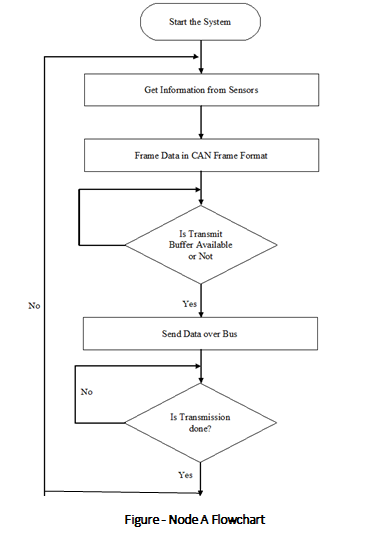 Start the System
Get Information from Sensors
Frame Data in CAN Frame Format
Is Transmit
Buffer Available
or Not
Yes
No
Send Data over Bus
No
Is Transmission
done?
Yes
Figure - Node A Flowchart